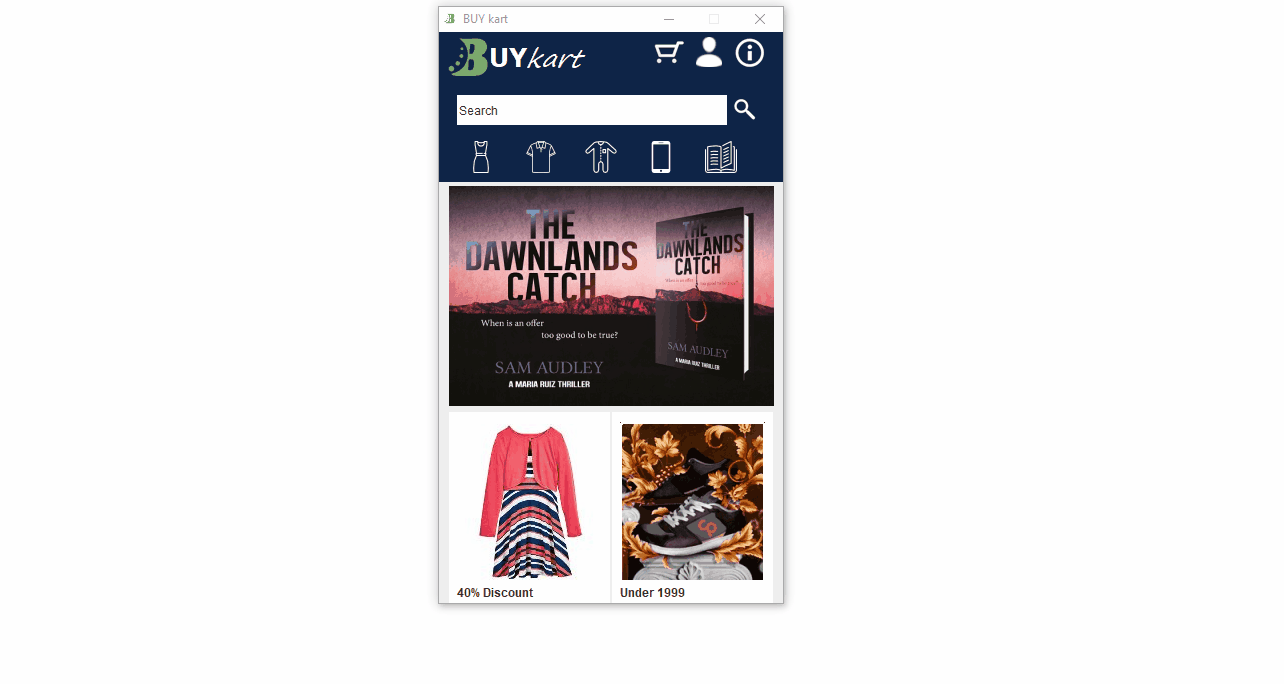 BUY kart
BUYkart
Search
THE
DAWNLANDS
CATCH
When is an offer
too good to be true?
SAM AUDLEY
A MARIA RUIZ THRILLER
THE
DAWNLANDS
CATCH
SAM AUDLEY
A MARIA RUIZ THRILLER
40% Discount
Under 1999